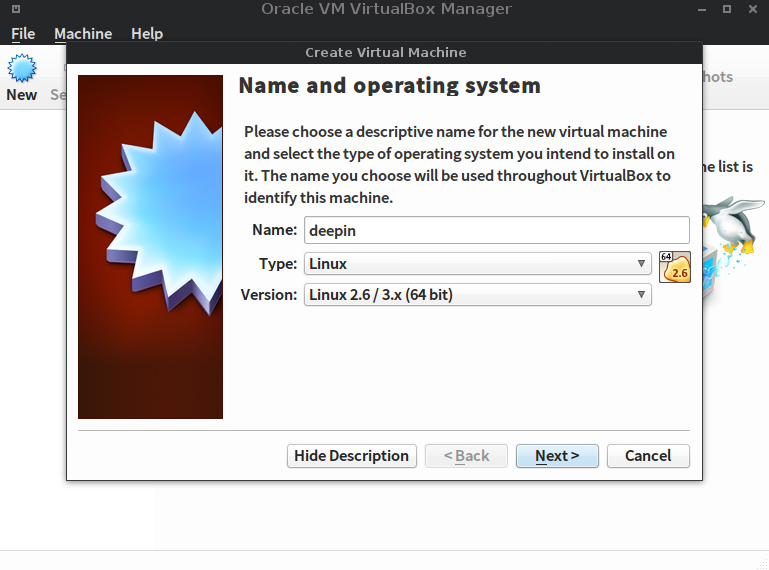 Oracle VM VirtualBox Manager
File Machine Help
Create Virtual Machine
New
Name and operating system
Please choose a descriptive name for the new virtual machine
and select the type of operating system you intend to install on
it. The name you choose will be used throughout VirtualBox to
identify this machine.
Name: deepin
Type: Linux
64
2.6
Version: Linux 2.6 / 3.x (64 bit)
Hide Description < Back Next > Cancel
hots
ne list is